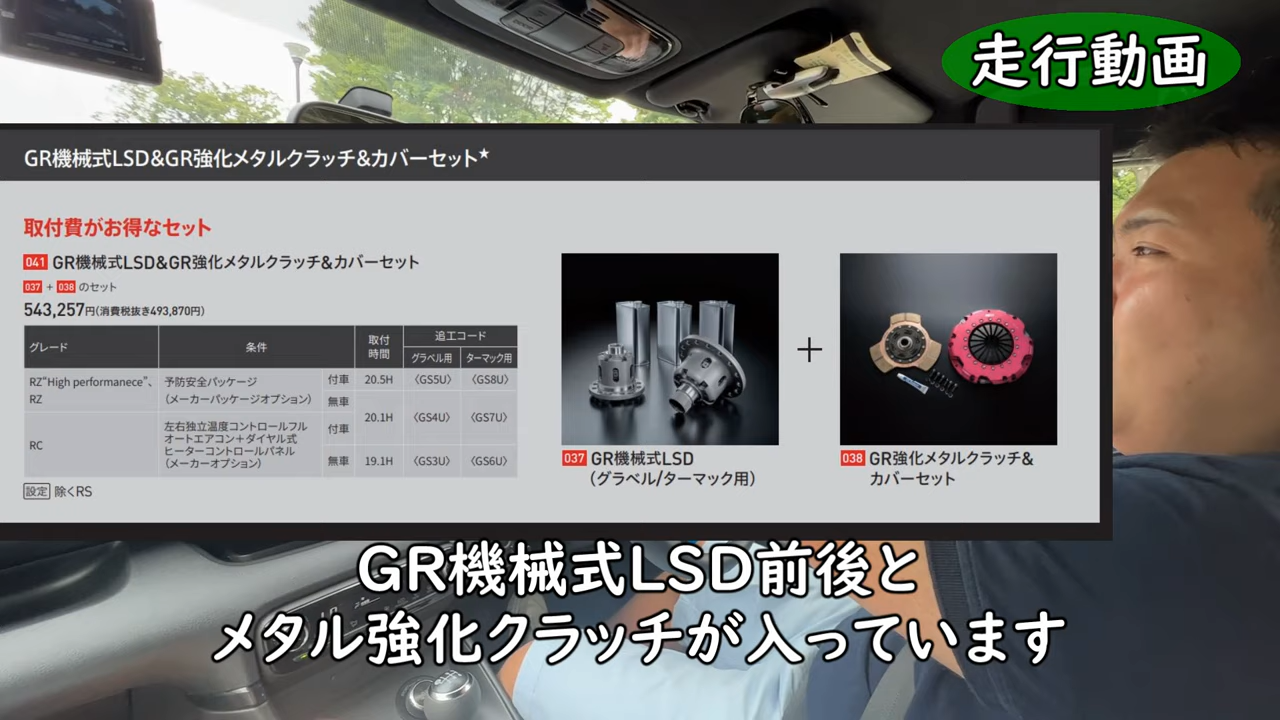 走行動画
GR機械式LSD&GR強化メタルクラッチ&カバーセット★
取付費がお得なセット
041 GR機械式LSD&GR強化メタルクラッチ&カバーセット
037 + 038 のセット
543,257円(消費税抜き493,870円)
グレード 条件 取付時間 追工コード
グラベル用 ターマック用
RZ“High performanece”、RZ 予防安全パッケージ(メーカーパッケージオプション) 付車 20.5H 〈GS5U〉 〈GS8U〉
無車 20.1H 〈GS4U〉 〈GS7U〉
RC 左右独立温度コントロールフルオートエアコン+ダイヤル式ヒーターコントロールパネル(メーカーオプション) 付車
無車 19.1H 〈GS3U〉 〈GS6U〉
設定 除くRS
+
037 GR機械式LSD
(グラベル/ターマック用)
038 GR強化メタルクラッチ&
カバーセット
GR機械式LSD前後と
メタル強化クラッチが入っています